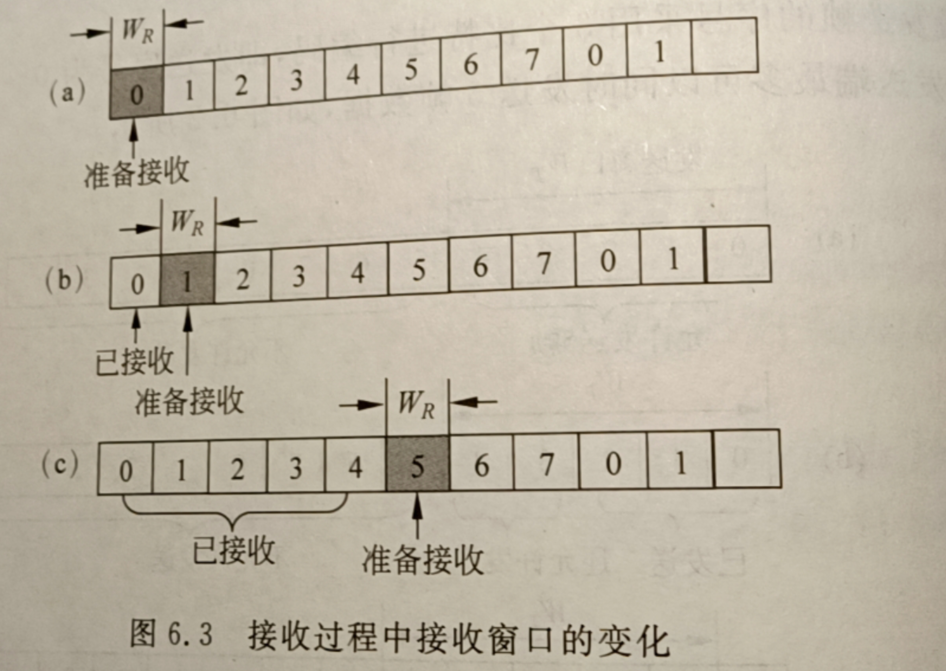 W_R
(a) 0 1 2 3 4 5 6 7 0 1
准备接收
W_R
(b) 0 1 2 3 4 5 6 7 0 1
已接收
准备接收
W_R
(c) 0 1 2 3 4 5 6 7 0 1
已接收 准备接收
图 6.3 接收过程中接收窗口的变化